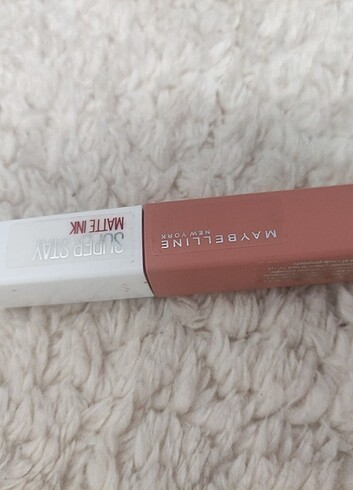 SUPER STAY
MATTE INK
MAYBELLINE
NEW YORK